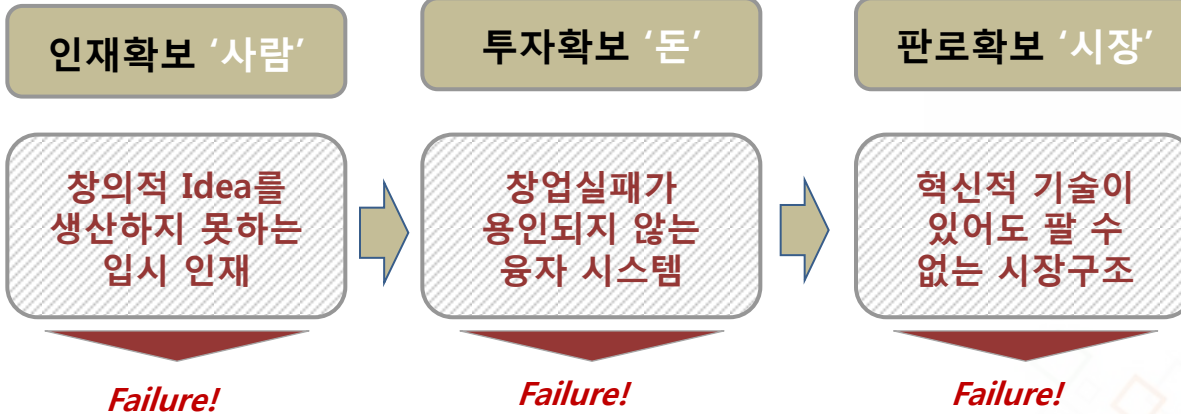 인재확보 ‘사람’
투자확보 ‘돈’
판로확보 ‘시장’
창의적 Idea를
생산하지 못하는
입시 인재
창업실패가
용인되지 않는
융자 시스템
혁신적 기술이
있어도 팔 수
없는 시장구조
Failure!
Failure!
Failure!